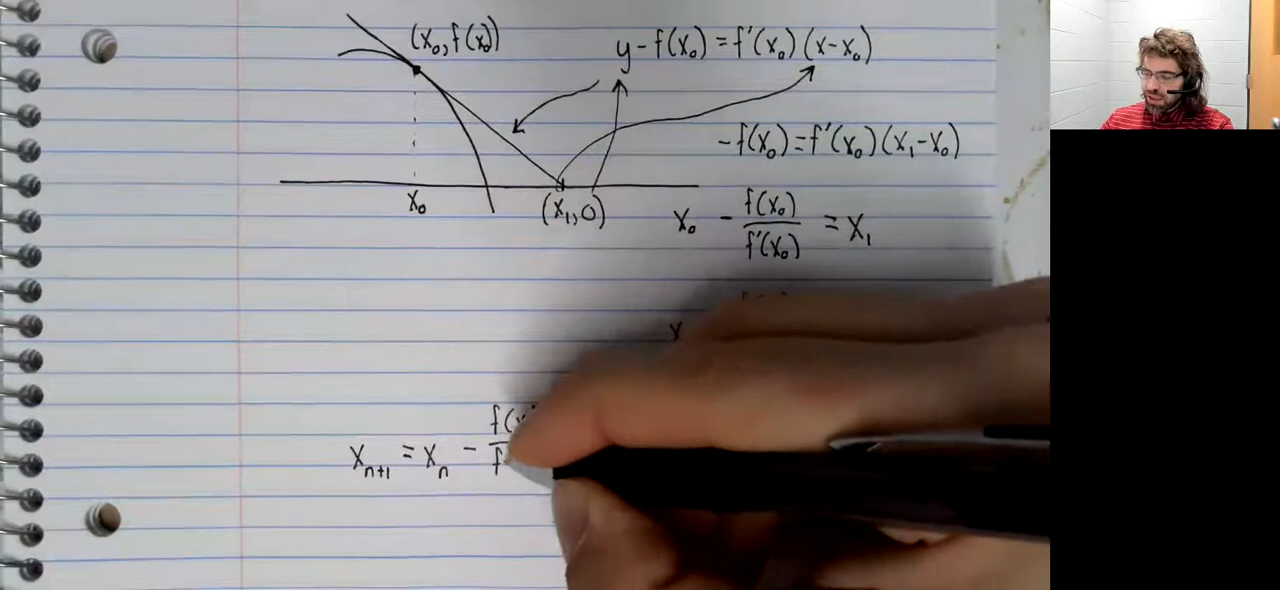 (x₀, f(x₀))
y - f(x₀) = f'(x₀)(x - x₀)
-f(x₀) = f'(x₀)(x₁ - x₀)
x₀
(x₁, 0)
x₀ - f(x₀)/f'(x₀) = x₁
xₙ₊₁ = xₙ -